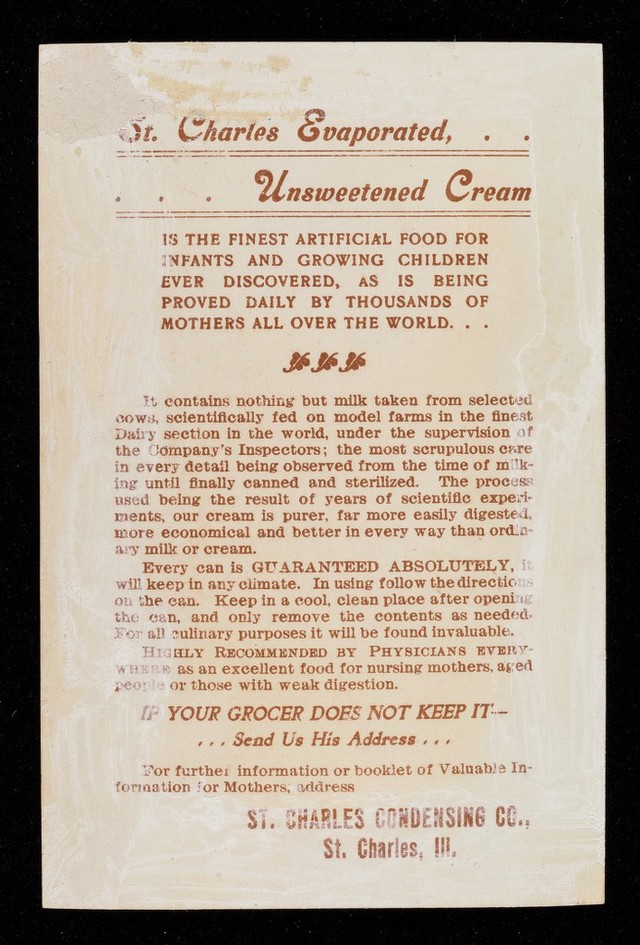 St. Charles Evaporated, . .
. . . Unsweetened Cream
IS THE FINEST ARTIFICIAL FOOD FOR
INFANTS AND GROWING CHILDREN
EVER DISCOVERED, AS IS BEING
PROVED DAILY BY THOUSANDS OF
MOTHERS ALL OVER THE WORLD. . .
It contains nothing but milk taken from selected
cows, scientifically fed on model farms in the finest
Dairy section in the world, under the supervision of
the Company's Inspectors; the most scrupulous care
in every detail being observed from the time of milk-
ing until finally canned and sterilized. The process
used being the result of years of scientific experi-
ments, our cream is purer, far more easily digested,
more economical and better in every way than ordin-
ary milk or cream.
Every can is GUARANTEED ABSOLUTELY, it
will keep in any climate. In using follow the directions
on the can. Keep in a cool, clean place after opening
the can, and only remove the contents as needed.
For all culinary purposes it will be found invaluable.
HIGHLY RECOMMENDED BY PHYSICIANS EVERY-
WHERE as an excellent food for nursing mothers, aged
people or those with weak digestion.
IF YOUR GROCER DOES NOT KEEP IT—
. . . Send Us His Address . . .
For further information or booklet of Valuable In-
formation for Mothers, address
ST. CHARLES CONDENSING CO.,
St. Charles, Ill.